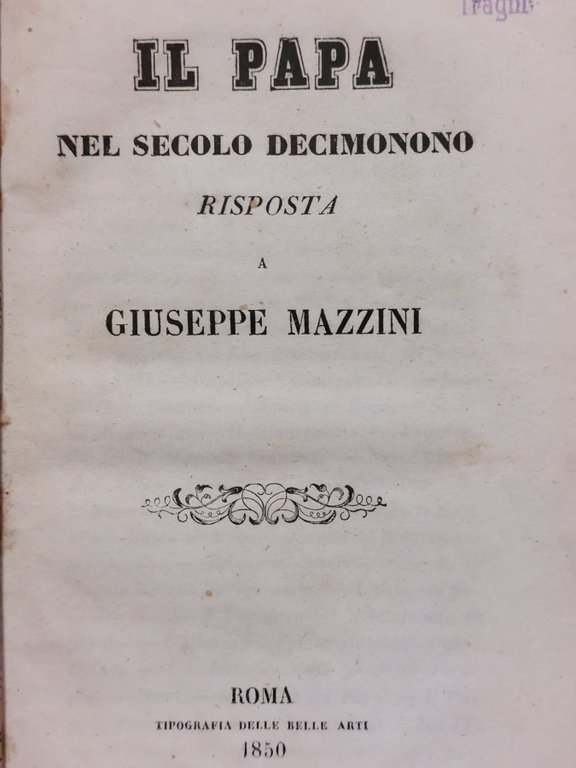 IL PAPA
NEL SECOLO DECIMONONO
RISPOSTA
A
GIUSEPPE MAZZINI
ROMA
TIPOGRAFIA DELLE BELLE ARTI
1850